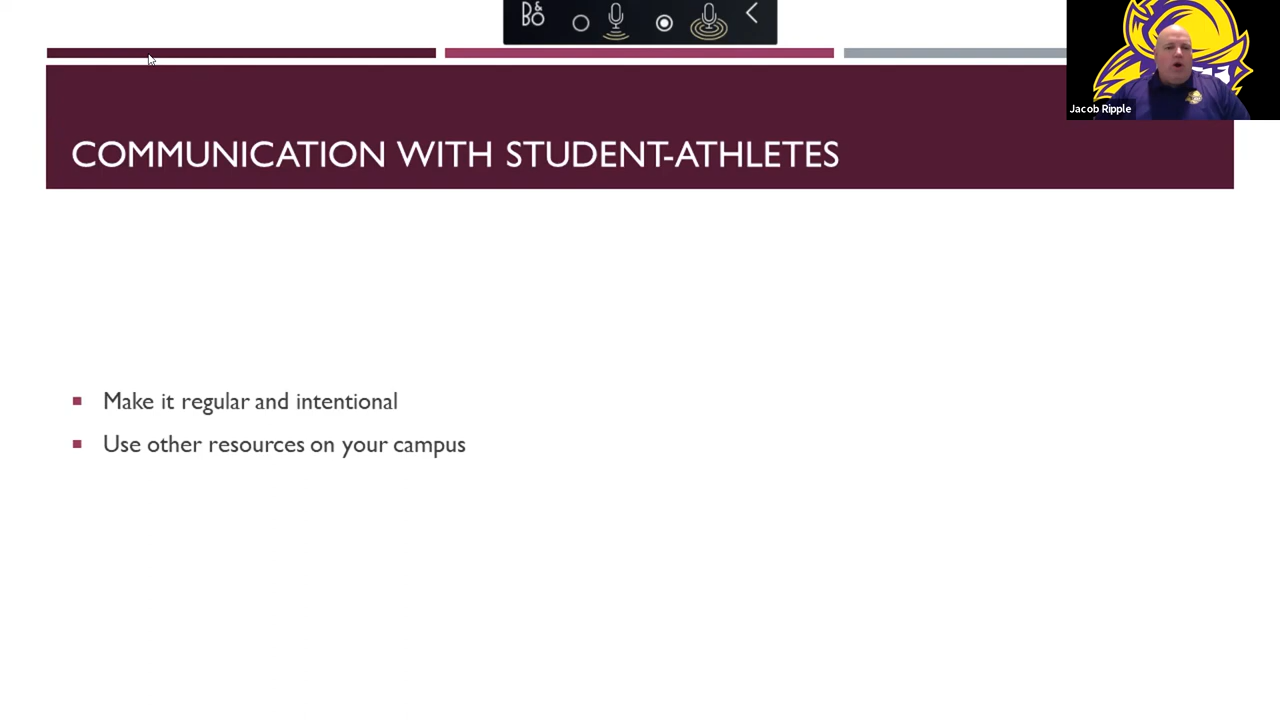 B&O
Jacob Ripple
COMMUNICATION WITH STUDENT-ATHLETES
Make it regular and intentional
Use other resources on your campus